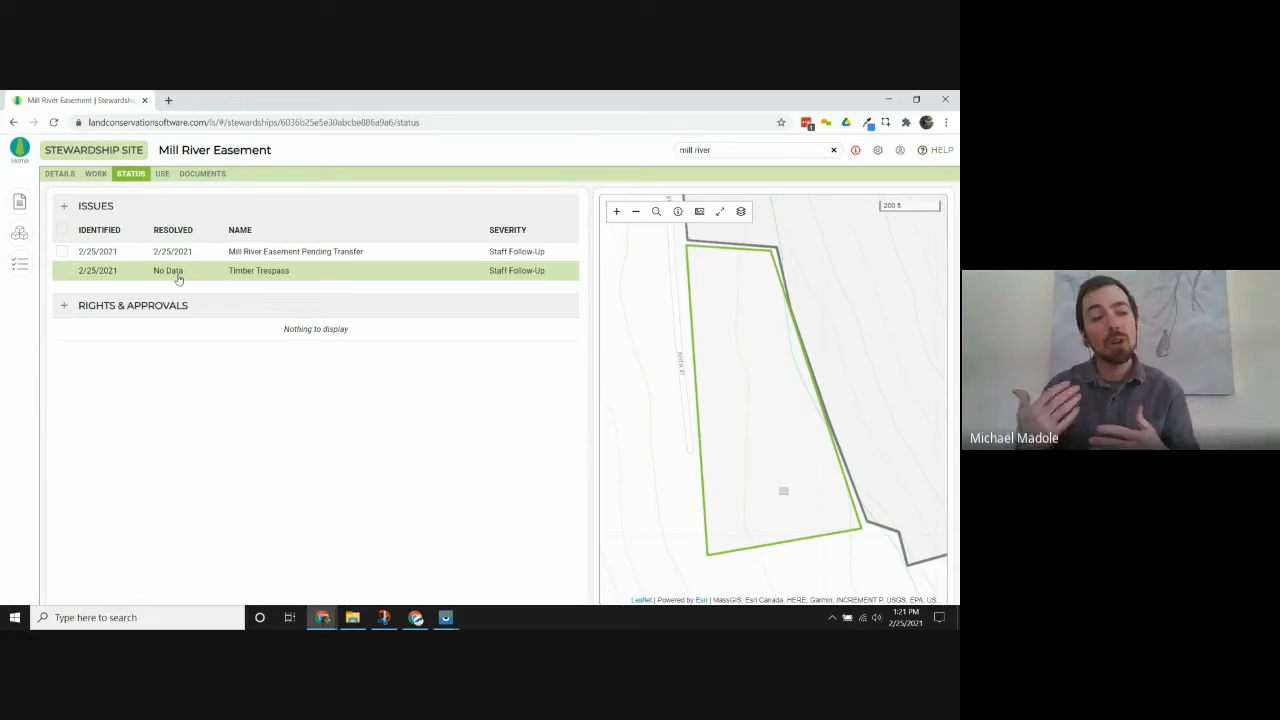 Mill River Easement | Stewardshi
landconservationsoftware.com/ls/#/stewardships/6036b25e5e30abcbe886a9a6/status
Home
STEWARDSHIP SITE
Mill River Easement
mill river
HELP
DETAILS WORK STATUS USE DOCUMENTS
ISSUES
IDENTIFIED RESOLVED NAME SEVERITY
2/25/2021 2/25/2021 Mill River Easement Pending Transfer Staff Follow-Up
2/25/2021 No Data Timber Trespass Staff Follow-Up
RIGHTS & APPROVALS
Nothing to display
200 ft
RIVER ST
Leaflet | Powered by Esri | MassGIS, Esri Canada, HERE, Garmin, INCREMENT P, USGS, EPA, US...
Michael Madole
Type here to search
1:21 PM
2/25/2021